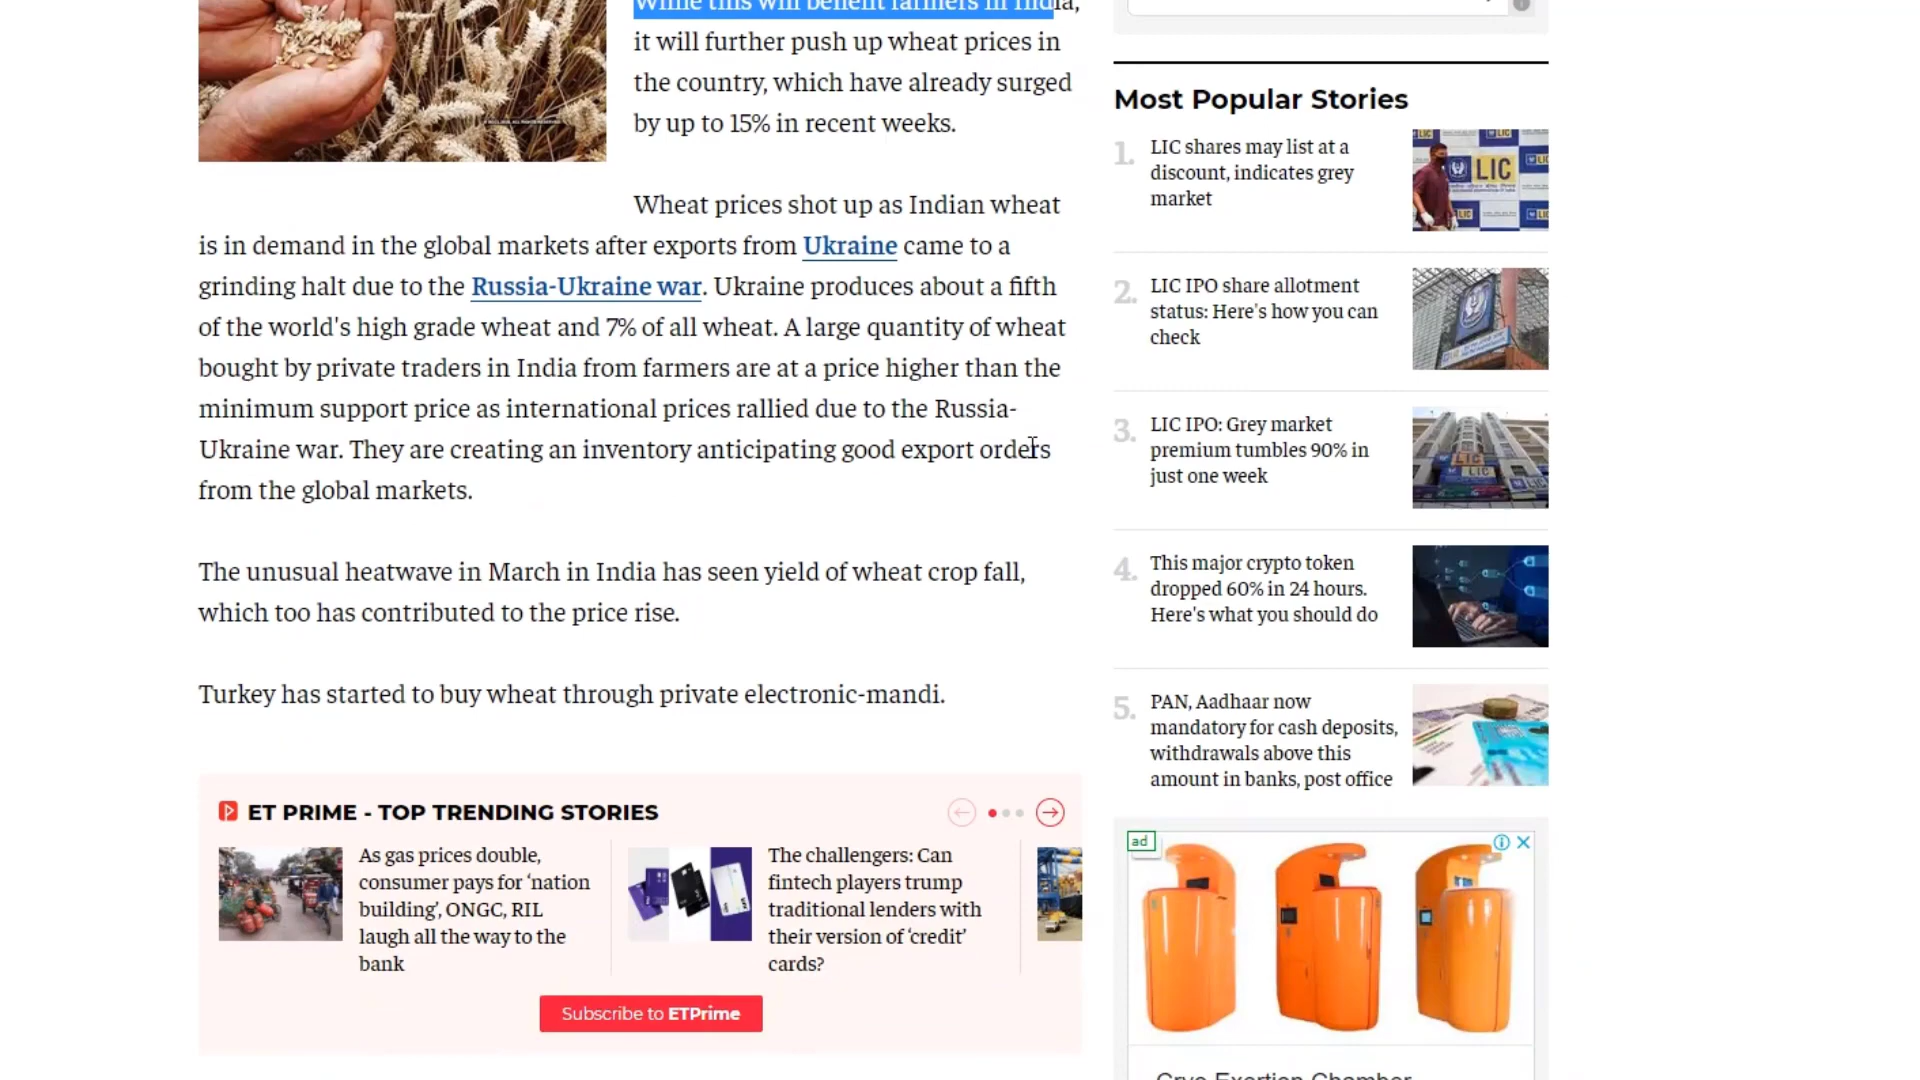 While this will benefit farmers in India,
it will further push up wheat prices in
the country, which have already surged
by up to 15% in recent weeks.
Wheat prices shot up as Indian wheat
is in demand in the global markets after exports from Ukraine came to a
grinding halt due to the Russia-Ukraine war. Ukraine produces about a fifth
of the world's high grade wheat and 7% of all wheat. A large quantity of wheat
bought by private traders in India from farmers are at a price higher than the
minimum support price as international prices rallied due to the Russia-
Ukraine war. They are creating an inventory anticipating good export orders
from the global markets.
The unusual heatwave in March in India has seen yield of wheat crop fall,
which too has contributed to the price rise.
Turkey has started to buy wheat through private electronic-mandi.
ET PRIME - TOP TRENDING STORIES
As gas prices double,
consumer pays for ‘nation
building’, ONGC, RIL
laugh all the way to the
bank
The challengers: Can
fintech players trump
traditional lenders with
their version of ‘credit’
cards?
Subscribe to ETPrime
Most Popular Stories
1.
LIC shares may list at a
discount, indicates grey
market
LIC
2.
LIC IPO share allotment
status: Here's how you can
check
3.
LIC IPO: Grey market
premium tumbles 90% in
just one week
LIC
LIC
4.
This major crypto token
dropped 60% in 24 hours.
Here's what you should do
5.
PAN, Aadhaar now
mandatory for cash deposits,
withdrawals above this
amount in banks, post office
ad
Cryo Exertion Chamber